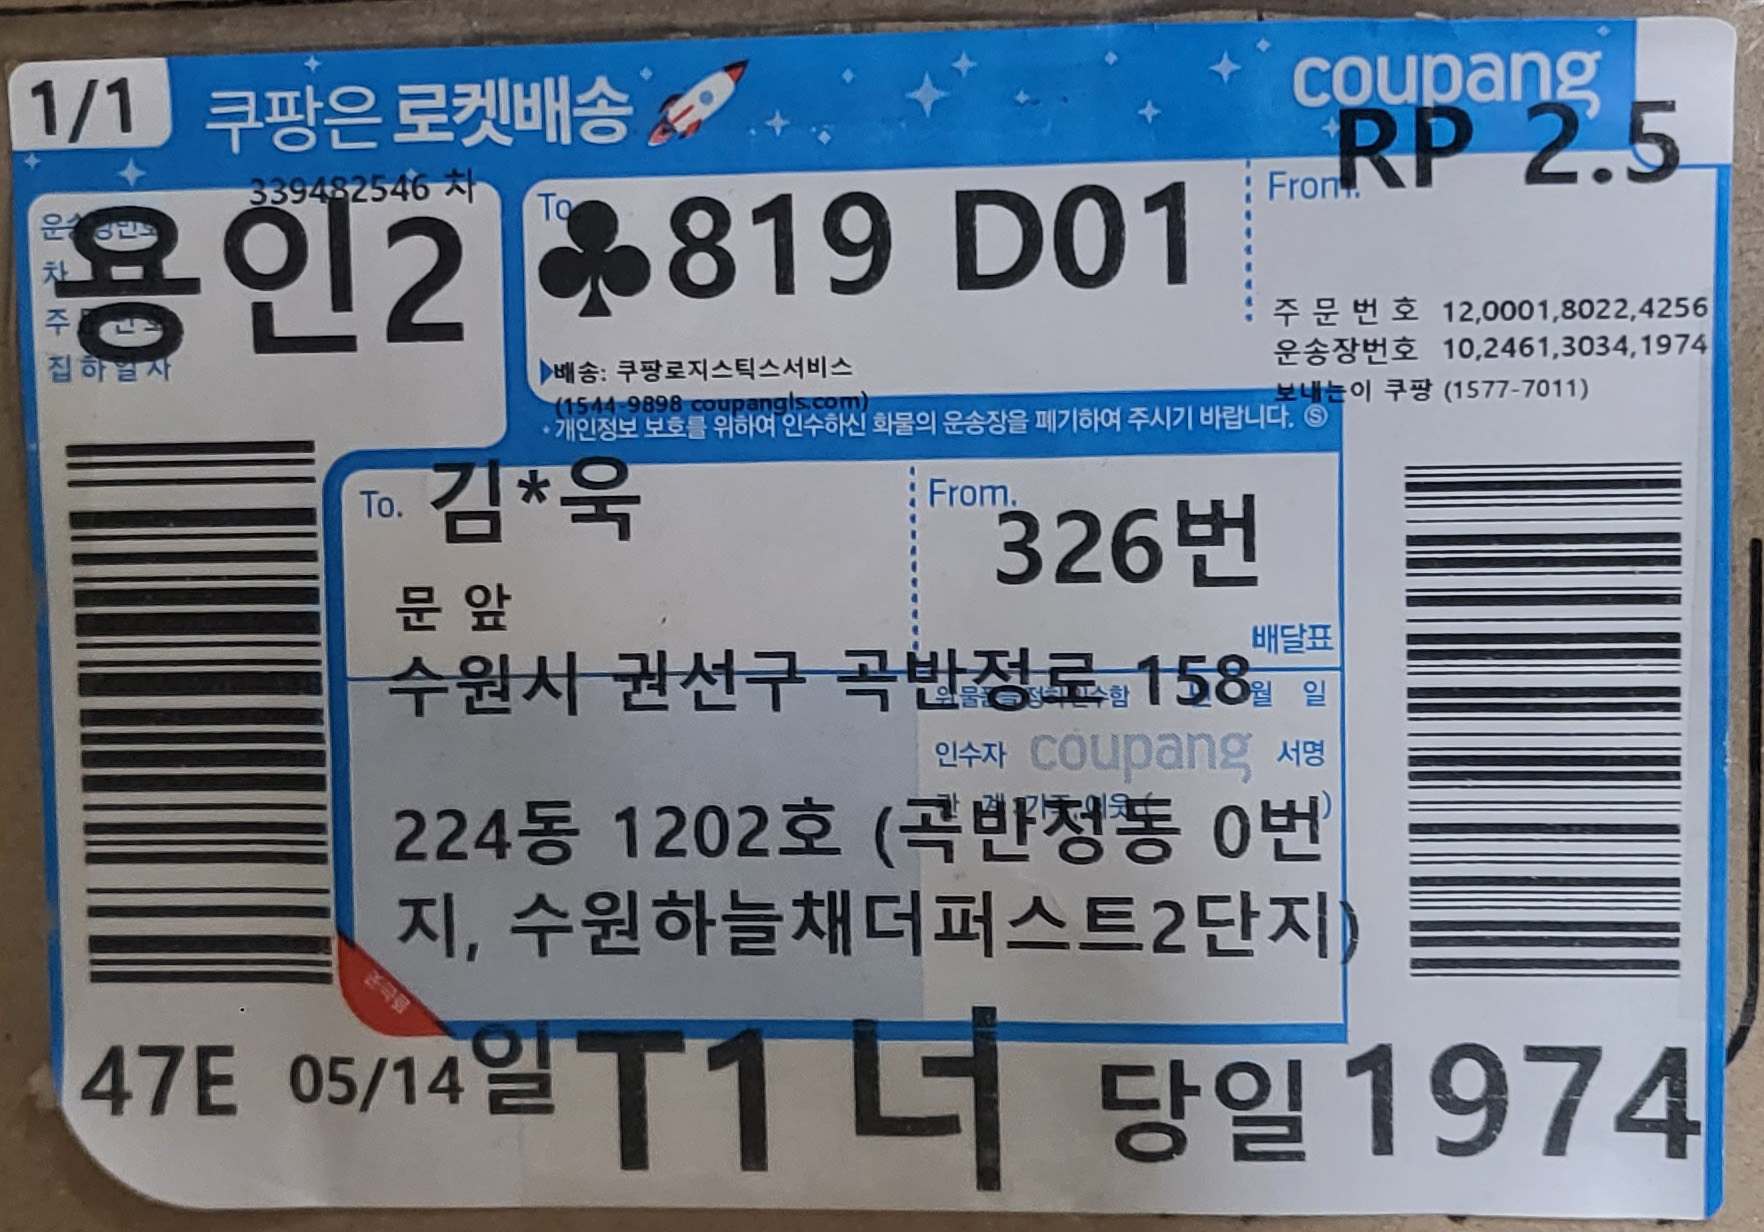 1/1
쿠팡은 로켓배송
coupang
RP 2.5
339482546 차
용인2
집하일자
To.
♣819 D01
From.
주 문 번 호 12,0001,8022,4256
운송장번호 10,2461,3034,1974
보내는이 쿠팡 (1577-7011)
배송: 쿠팡로지스틱스서비스
(1544-9898 coupangls.com)
· 개인정보 보호를 위하여 인수하신 화물의 운송장을 폐기하여 주시기 바랍니다. Ⓢ
To. 김*욱
From.
326번
문 앞
배달표
수원시 권선구 곡반정로 158
월 일
인수자 coupang 서명
224동 1202호 (곡반정동 0번
지, 수원하늘채더퍼스트2단지)
47E 05/14 일 T1 너 당일 1974